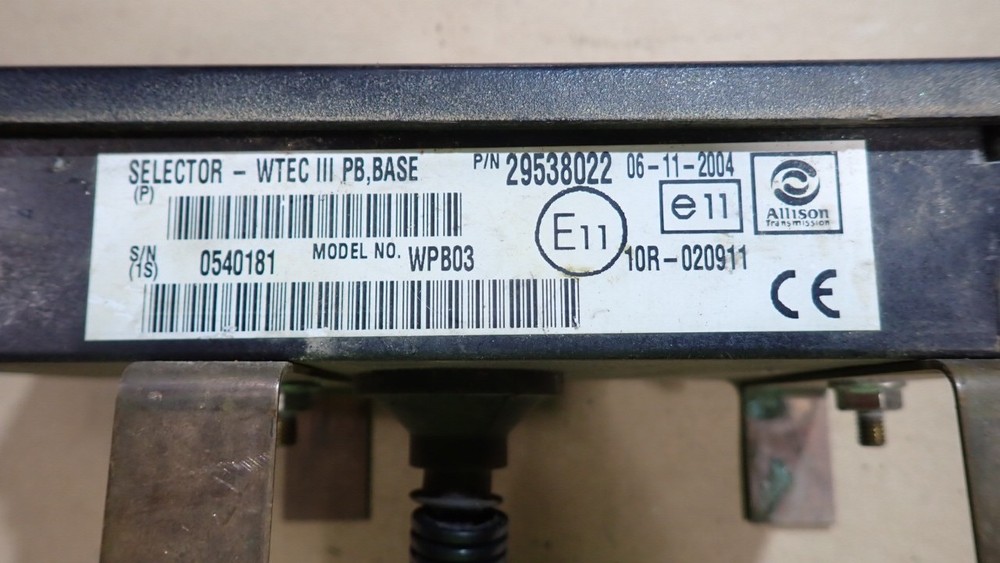 SELECTOR - WTEC III PB,BASE P/N 29538022 06-11-2004
(P)
e11
Allison
Transmission
E11
S/N
(1S) 0540181 MODEL NO. WPB03 10R-020911
CE